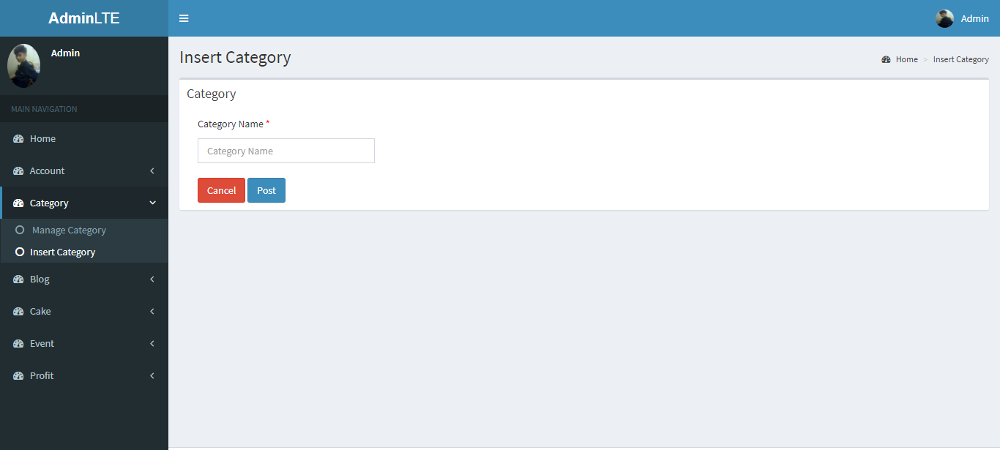 AdminLTE
Admin
Admin
MAIN NAVIGATION
Home
Account
Category
Manage Category
Insert Category
Blog
Cake
Event
Profit
Insert Category
Home > Insert Category
Category
Category Name *
Category Name
Cancel Post